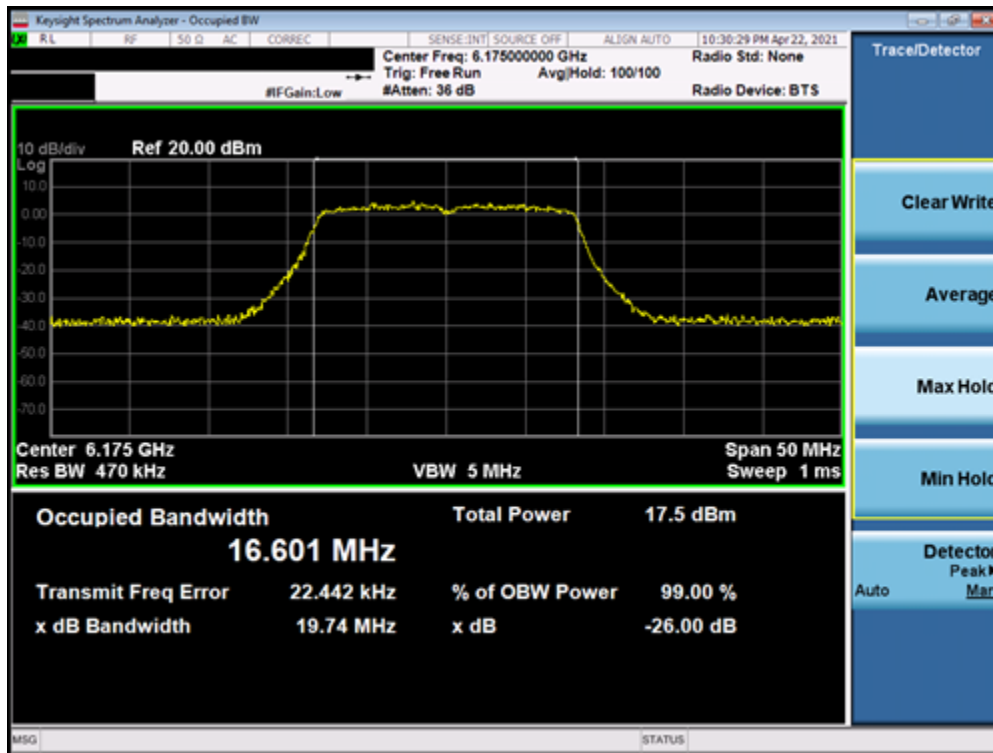 Keysight Spectrum Analyzer - Occupied BW
RL RF 50 Ω AC CORREC SENSE:INT SOURCE OFF ALIGN AUTO 10:30:29 PM Apr 22, 2021
Center Freq: 6.175000000 GHz Radio Std: None
Trig: Free Run Avg|Hold: 100/100
#IFGain:Low #Atten: 36 dB Radio Device: BTS
Trace/Detector
10 dB/div Ref 20.00 dBm
Log
10.0
0.00
-10.0
-20.0
-30.0
-40.0
-50.0
-60.0
-70.0
Center 6.175 GHz Span 50 MHz
Res BW 470 kHz VBW 5 MHz Sweep 1 ms
Occupied Bandwidth Total Power 17.5 dBm
16.601 MHz
Transmit Freq Error 22.442 kHz % of OBW Power 99.00 %
x dB Bandwidth 19.74 MHz x dB -26.00 dB
Clear Write
Average
Max Hold
Min Hold
Detector
Peak
Auto Man
MSG STATUS